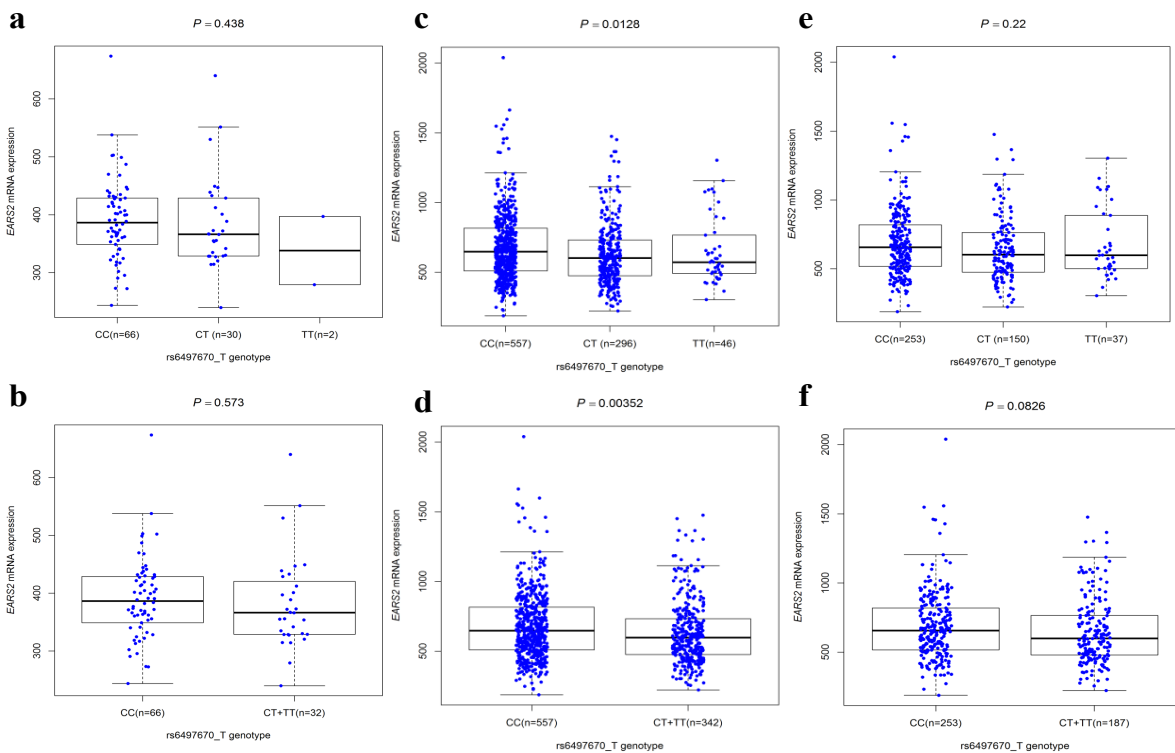 a
P = 0.438
EARS2 mRNA expression
600
500
400
300
CC(n=66)
CT (n=30)
TT(n=2)
rs6497670_T genotype
c
P = 0.0128
EARS2 mRNA expression
2000
1500
1000
500
CC(n=557)
CT (n=296)
TT(n=46)
rs6497670_T genotype
e
P = 0.22
EARS2 mRNA expression
2000
1500
1000
500
CC(n=253)
CT (n=150)
TT(n=37)
rs6497670_T genotype
b
P = 0.573
EARS2 mRNA expression
600
500
400
300
CC(n=66)
CT+TT(n=32)
rs6497670_T genotype
d
P = 0.00352
EARS2 mRNA expression
2000
1500
1000
500
CC(n=557)
CT+TT(n=342)
rs6497670_T genotype
f
P = 0.0826
EARS2 mRNA expression
2000
1500
1000
500
CC(n=253)
CT+TT(n=187)
rs6497670_T genotype